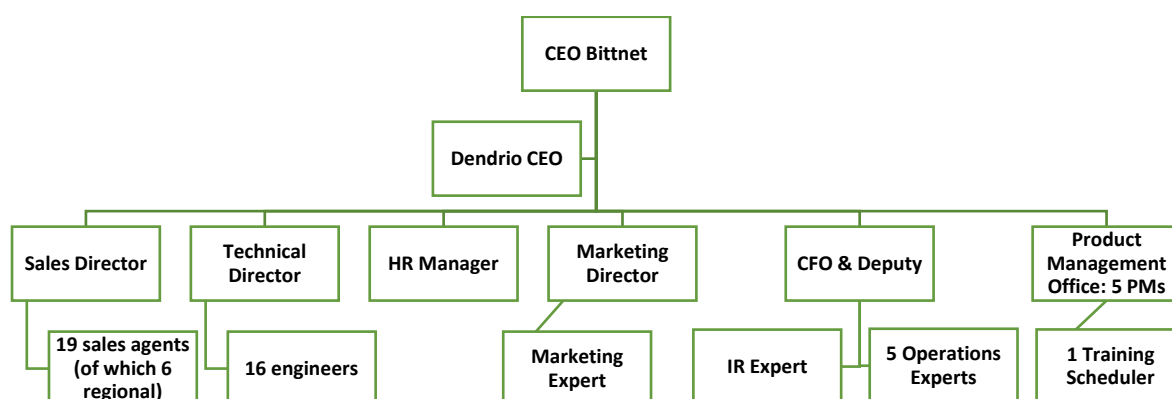 CEO Bittnet
Dendrio CEO
Sales Director
Technical
Director
HR Manager
Marketing
Director
CFO & Deputy
Product
Management
Office: 5 PMs
19 sales agents
(of which 6
regional)
16 engineers
Marketing
Expert
IR Expert
5 Operations
Experts
1 Training
Scheduler